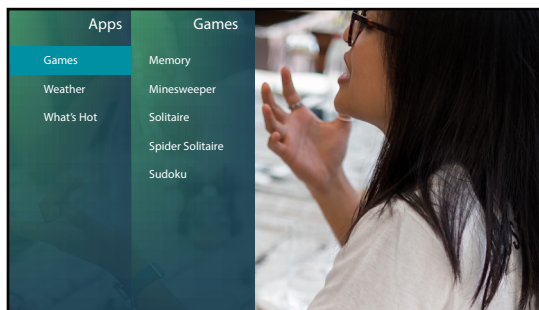 Apps
Games
Weather
What's Hot
Games
Memory
Minesweeper
Solitaire
Spider Solitaire
Sudoku